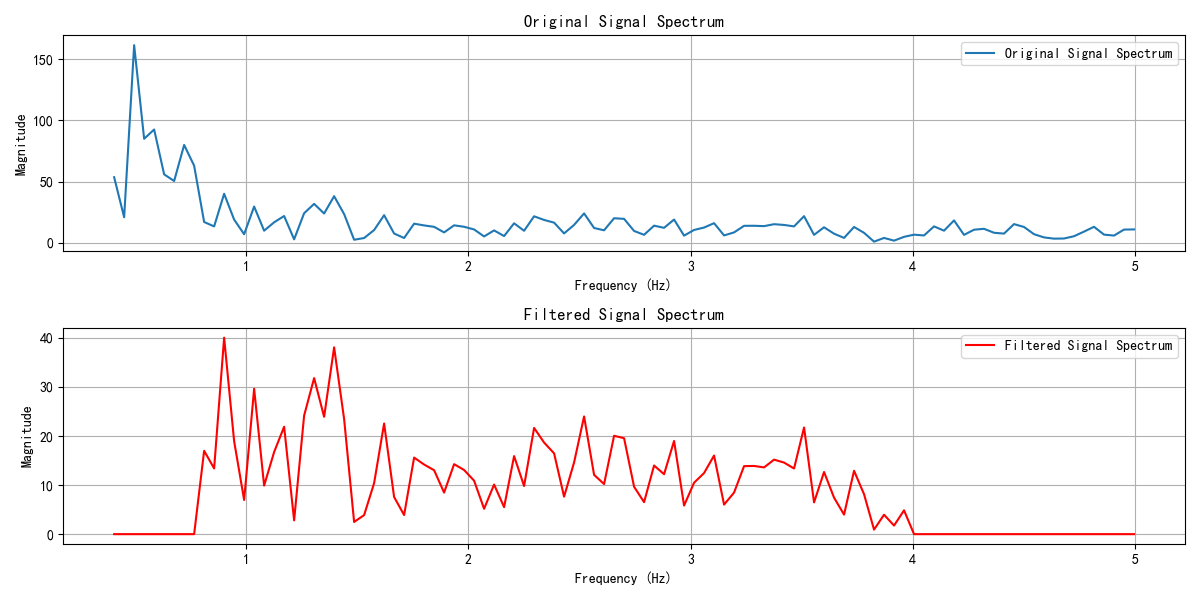 Original Signal Spectrum
Original Signal Spectrum
150
100
50
0
Magnitude
1 2 3 4 5
Frequency (Hz)
Filtered Signal Spectrum
Filtered Signal Spectrum
40
30
20
10
0
Magnitude
1 2 3 4 5
Frequency (Hz)